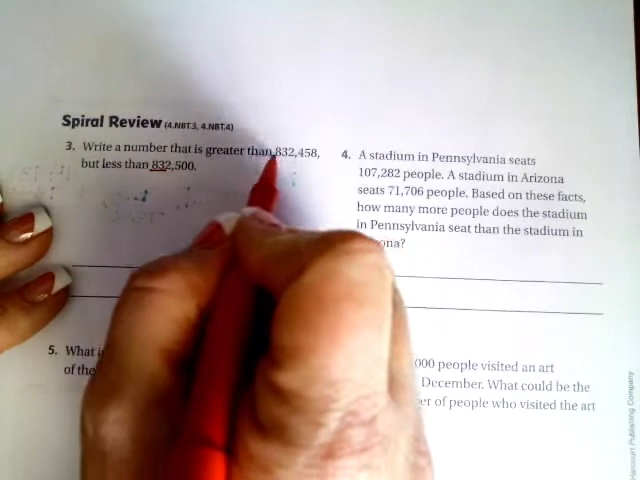 Spiral Review (4.NBT.3, 4.NBT.4)
3. Write a number that is greater than 832,458,
but less than 832,500.
4. A stadium in Pennsylvania seats
107,282 people. A stadium in Arizona
seats 71,706 people. Based on these facts,
how many more people does the stadium
in Pennsylvania seat than the stadium in
ona?
5. What
of the
000 people visited an art
December. What could be the
er of people who visited the art
Harcourt Publishing Company